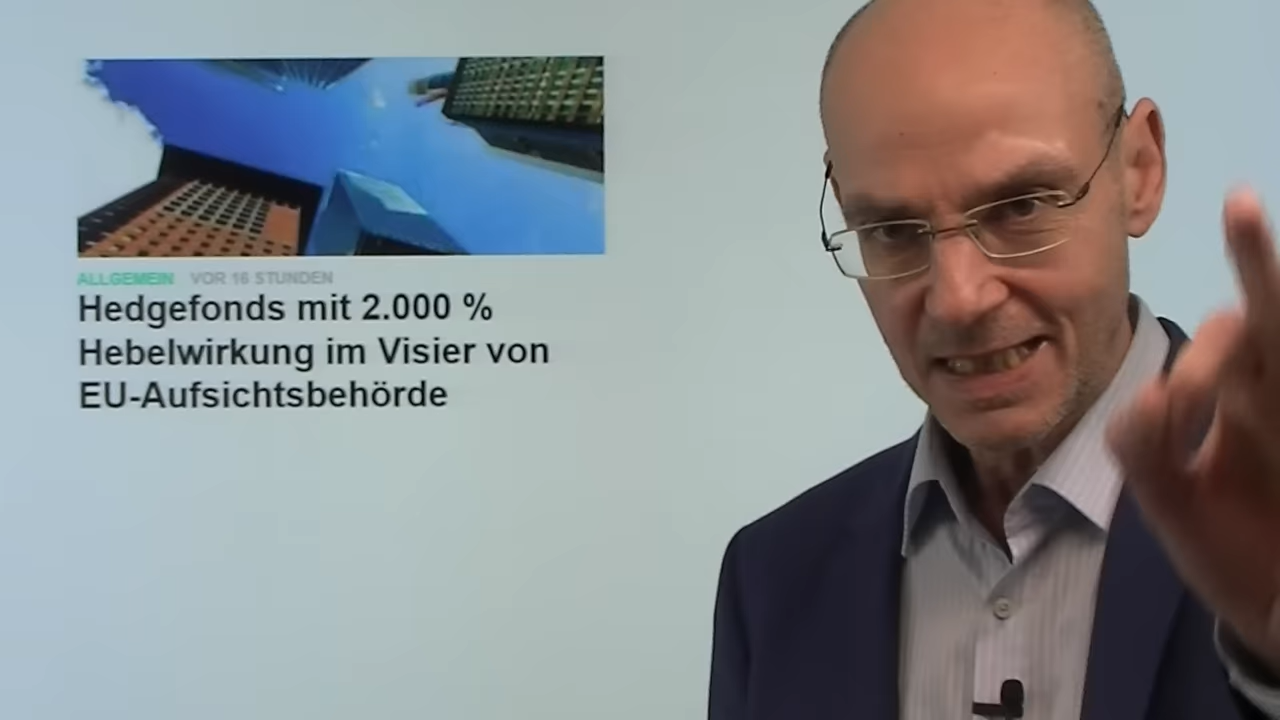 ALLGEMEIN VOR 16 STUNDEN
Hedgefonds mit 2.000 %
Hebelwirkung im Visier von
EU-Aufsichtsbehörde